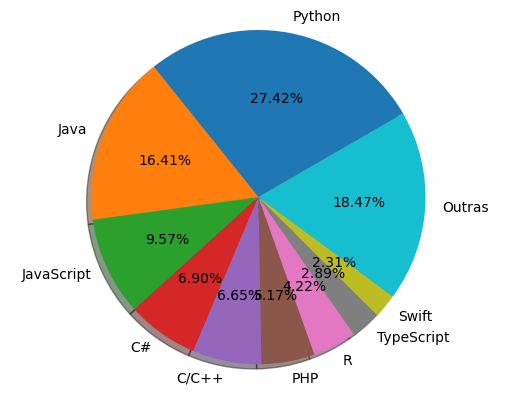 Python
27.42%
Java
16.41%
18.47%
Outras
9.57%
JavaScript
6.90%
2.31%
2.89%
4.22%
6.65%
5.17%
Swift
TypeScript
C#
R
C/C++
PHP